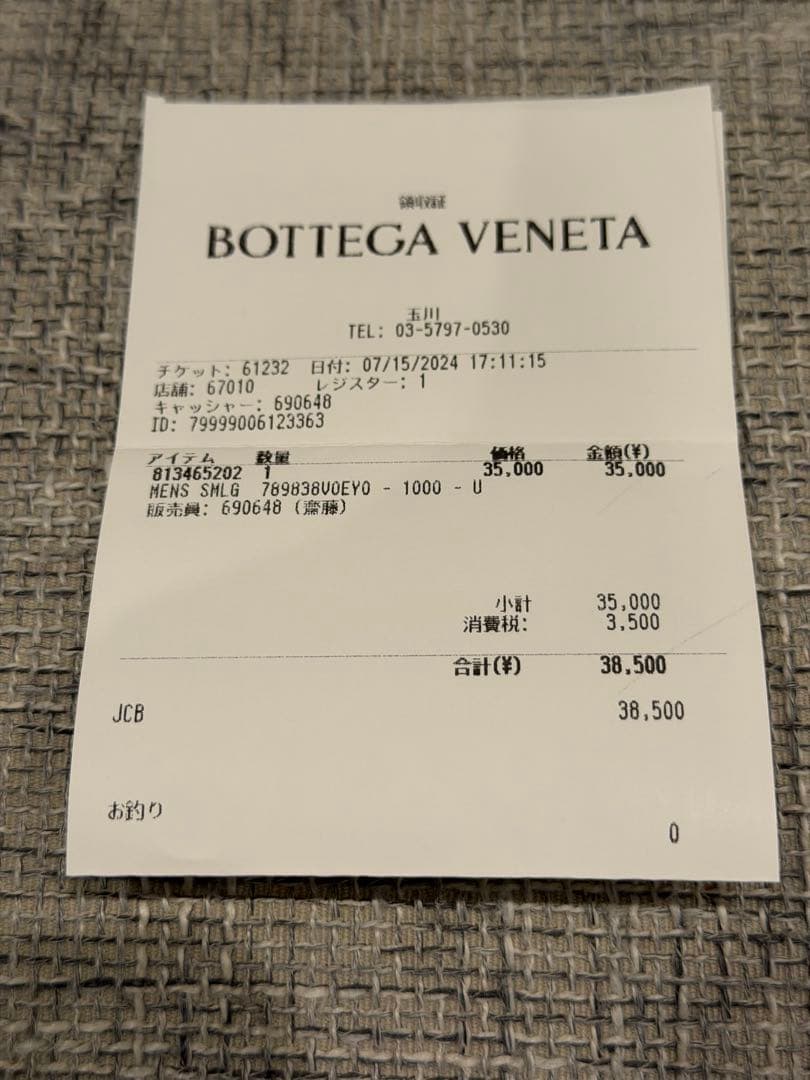 領収証
BOTTEGA VENETA
玉川
TEL: 03-5797-0530
チケット: 61232 日付: 07/15/2024 17:11:15
店舗: 67010 レジスター: 1
キャッシャー: 690648
ID: 79999006123363
アイテム 数量 価格 金額(¥)
813465202 1 35,000 35,000
MENS SMLG 789838V0EY0 - 1000 - U
販売員: 690648 (齋藤)
小計 35,000
消費税: 3,500
合計(¥) 38,500
JCB 38,500
お釣り
0